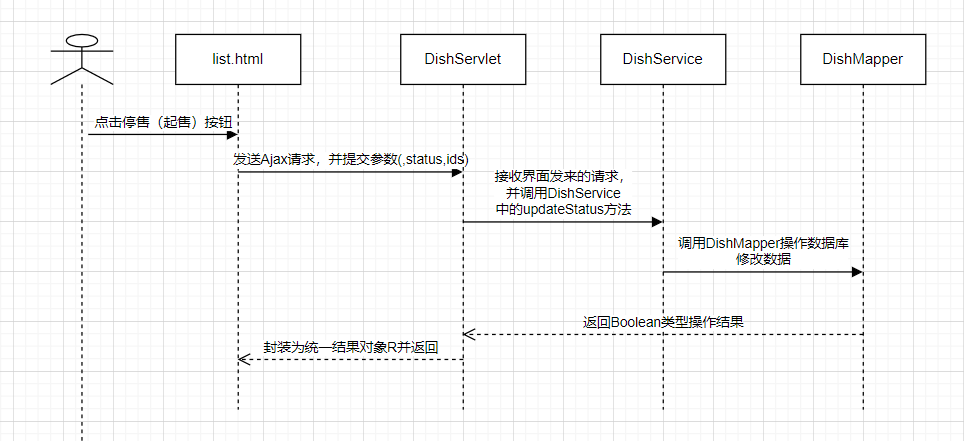 list.html
DishServlet
DishService
DishMapper
点击停售（起售）按钮
发送Ajax请求，并提交参数(,status,ids)
接收界面发来的请求，
并调用DishService
中的updateStatus方法
调用DishMapper操作数据库
修改数据
返回Boolean类型操作结果
封装为统一结果对象R并返回